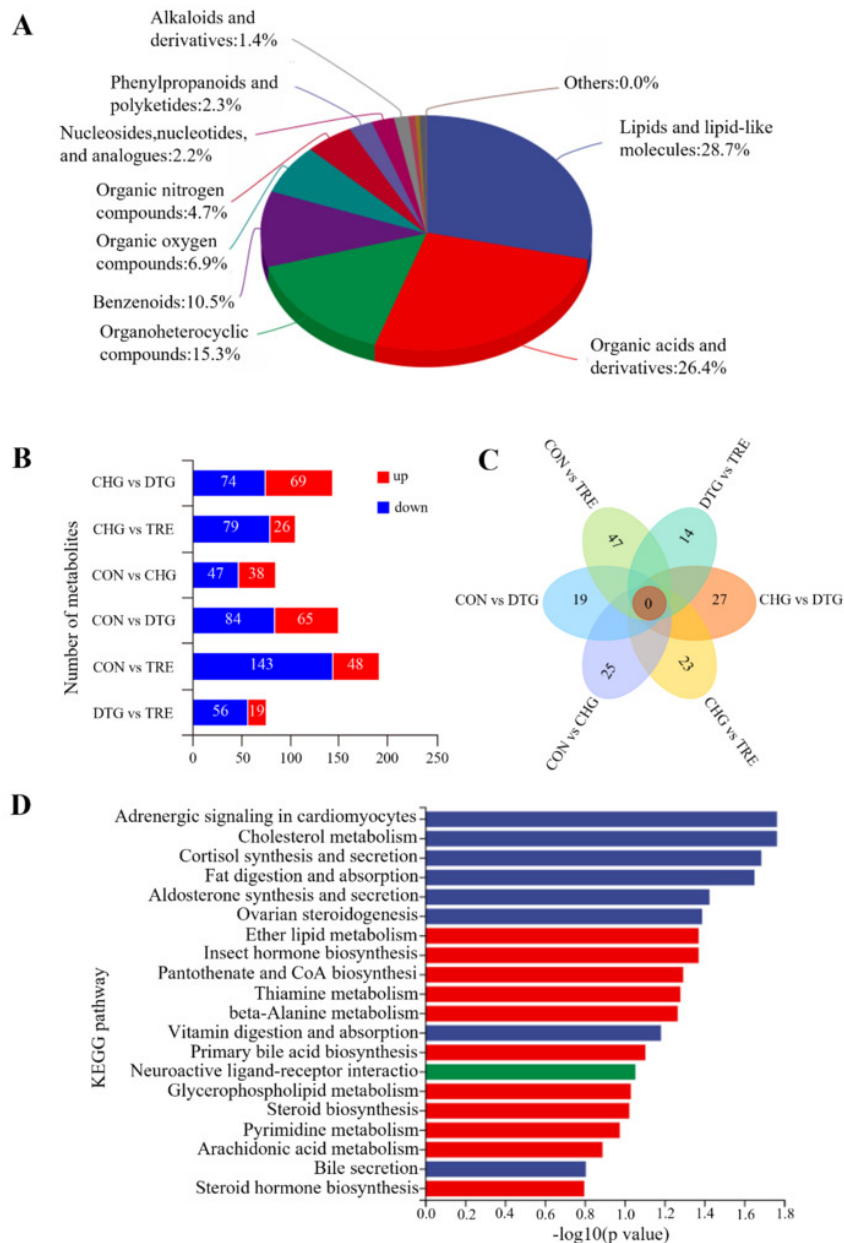 A
Alkaloids and
derivatives:1.4%
Phenylpropanoids and
polyketides:2.3%
Nucleosides,nucleotides,
and analogues:2.2%
Organic nitrogen
compounds:4.7%
Organic oxygen
compounds:6.9%
Benzenoids:10.5%
Organoheterocyclic
compounds:15.3%
Others:0.0%
Lipids and lipid-like
molecules:28.7%
Organic acids and
derivatives:26.4%
B
Number of metabolites
CHG vs DTG
74 69
CHG vs TRE
79 26
CON vs CHG
47 38
CON vs DTG
84 65
CON vs TRE
143 48
DTG vs TRE
56 19
up
down
0 50 100 150 200 250
C
CON vs TRE
47
DTG vs TRE
14
CON vs DTG
19
0
27
CHG vs DTG
25
CON vs CHG
23
CHG vs TRE
D
KEGG pathway
Adrenergic signaling in cardiomyocytes
Cholesterol metabolism
Cortisol synthesis and secretion
Fat digestion and absorption
Aldosterone synthesis and secretion
Ovarian steroidogenesis
Ether lipid metabolism
Insect hormone biosynthesis
Pantothenate and CoA biosynthesi
Thiamine metabolism
beta-Alanine metabolism
Vitamin digestion and absorption
Primary bile acid biosynthesis
Neuroactive ligand-receptor interactio
Glycerophospholipid metabolism
Steroid biosynthesis
Pyrimidine metabolism
Arachidonic acid metabolism
Bile secretion
Steroid hormone biosynthesis
0.0 0.2 0.4 0.6 0.8 1.0 1.2 1.4 1.6 1.8
-log10(p value)